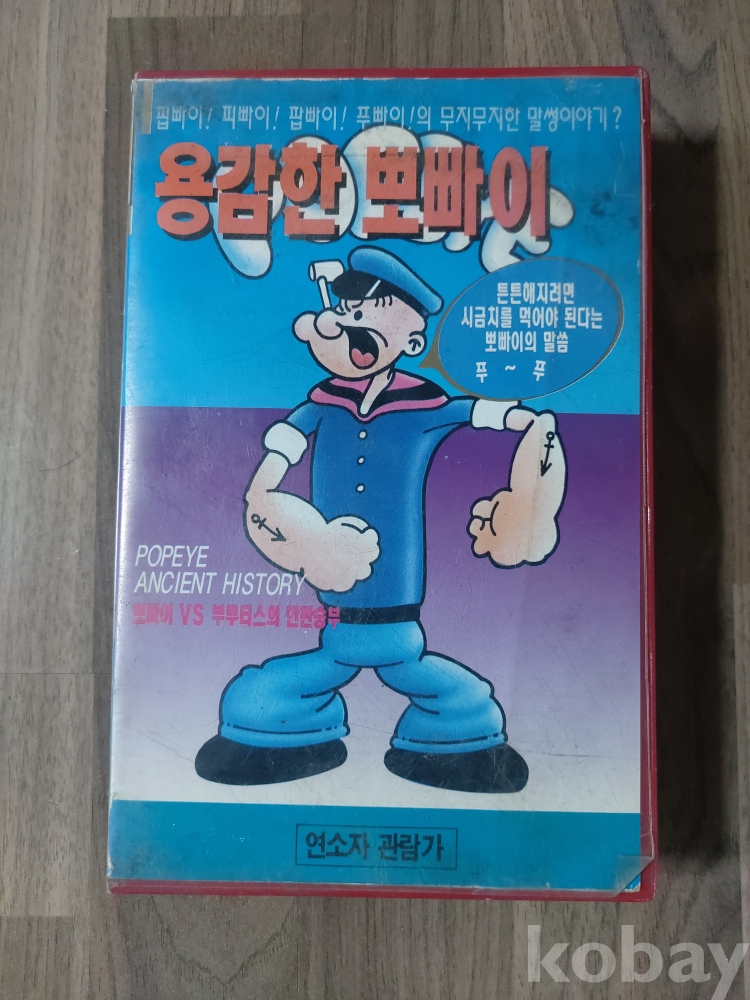 핍빠이! 피빠이! 팝빠이! 푸빠이!의 무지무지한 말썽이야기?
용감한 뽀빠이
튼튼해지려면
시금치를 먹어야 된다는
뽀빠이의 말씀
푸 ~ 푸
POPEYE
ANCIENT HISTORY
뽀빠이 VS 부루터스의 한판승부
연소자 관람가
kobay